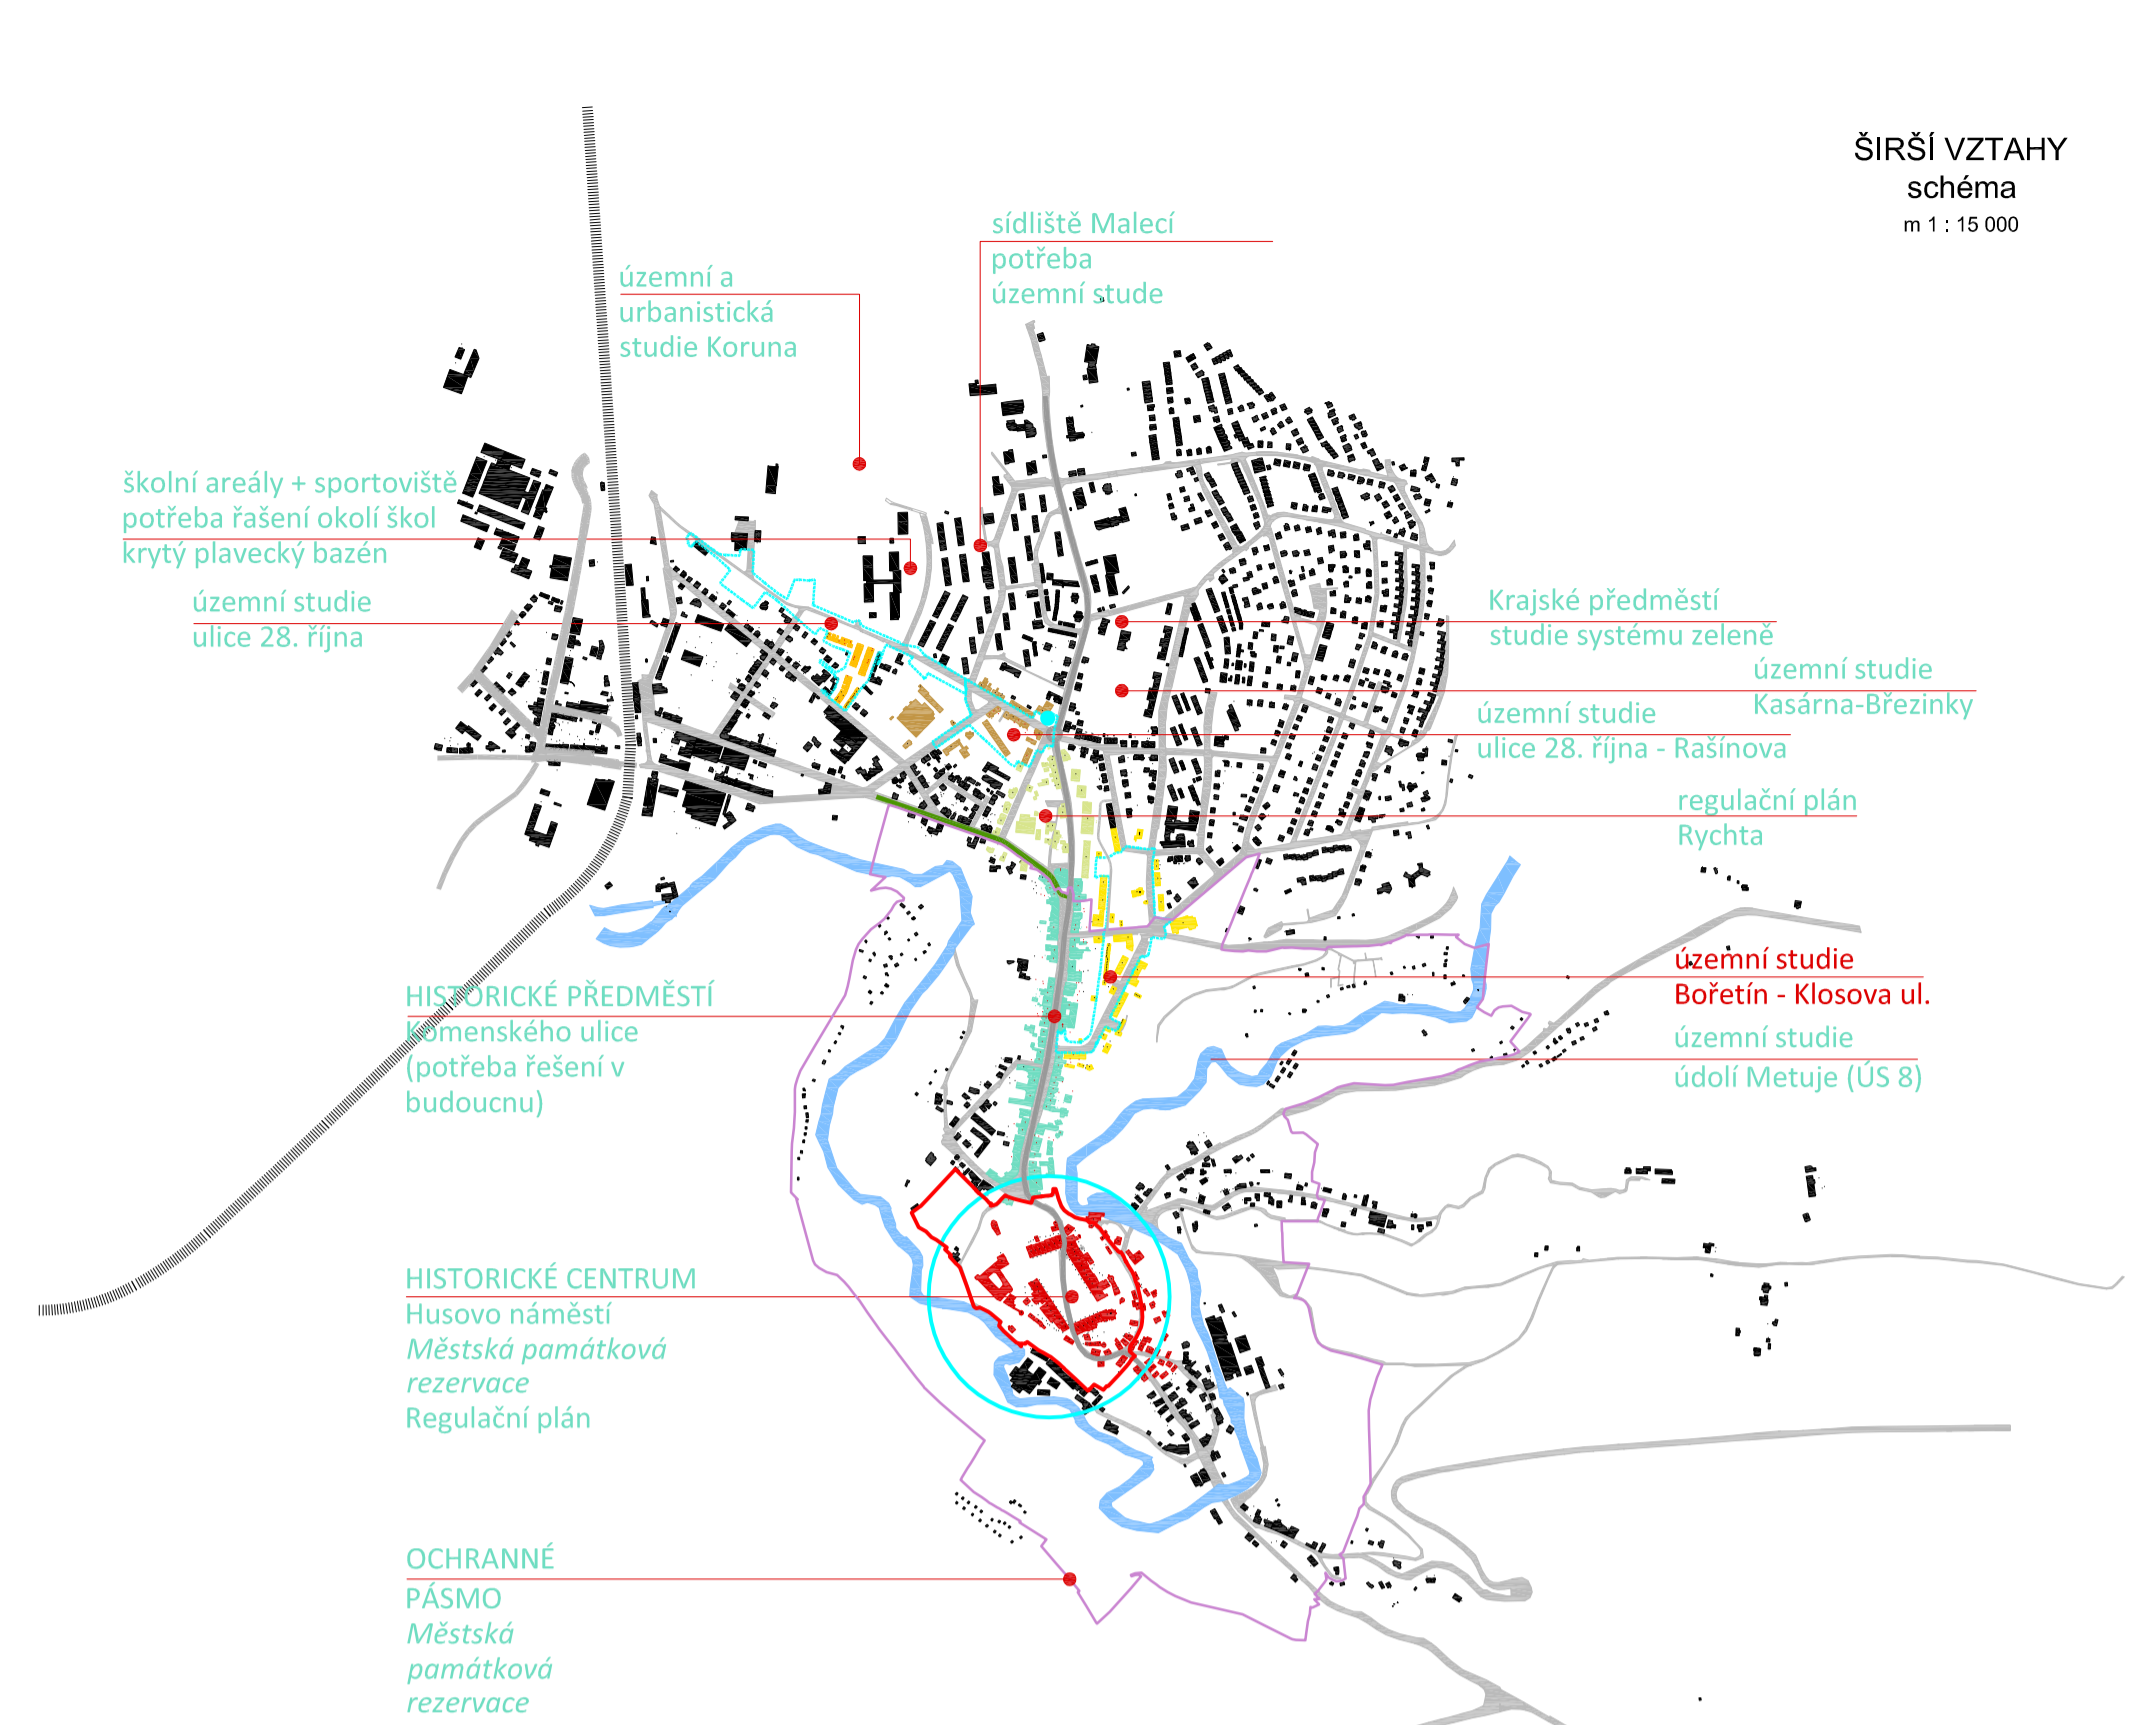 ŠIRŠÍ VZTAHY
schéma
m 1 : 15 000
sídliště Malecí
potřeba
územní stude
územní a
urbanistická
studie Koruna
školní areály + sportoviště
potřeba řašení okolí škol
krytý plavecký bazén
územní studie
ulice 28. října
Krajské předměstí
studie systému zeleně
územní studie
Kasárna-Březinky
územní studie
ulice 28. října - Rašínova
regulační plán
Rychta
územní studie
Bořetín - Klosova ul.
územní studie
údolí Metuje (ÚS 8)
HISTORICKÉ PŘEDMĚSTÍ
Komenského ulice
(potřeba řešení v
budoucnu)
HISTORICKÉ CENTRUM
Husovo náměstí
Městská památková
rezervace
Regulační plán
OCHRANNÉ
PÁSMO
Městská
památková
rezervace